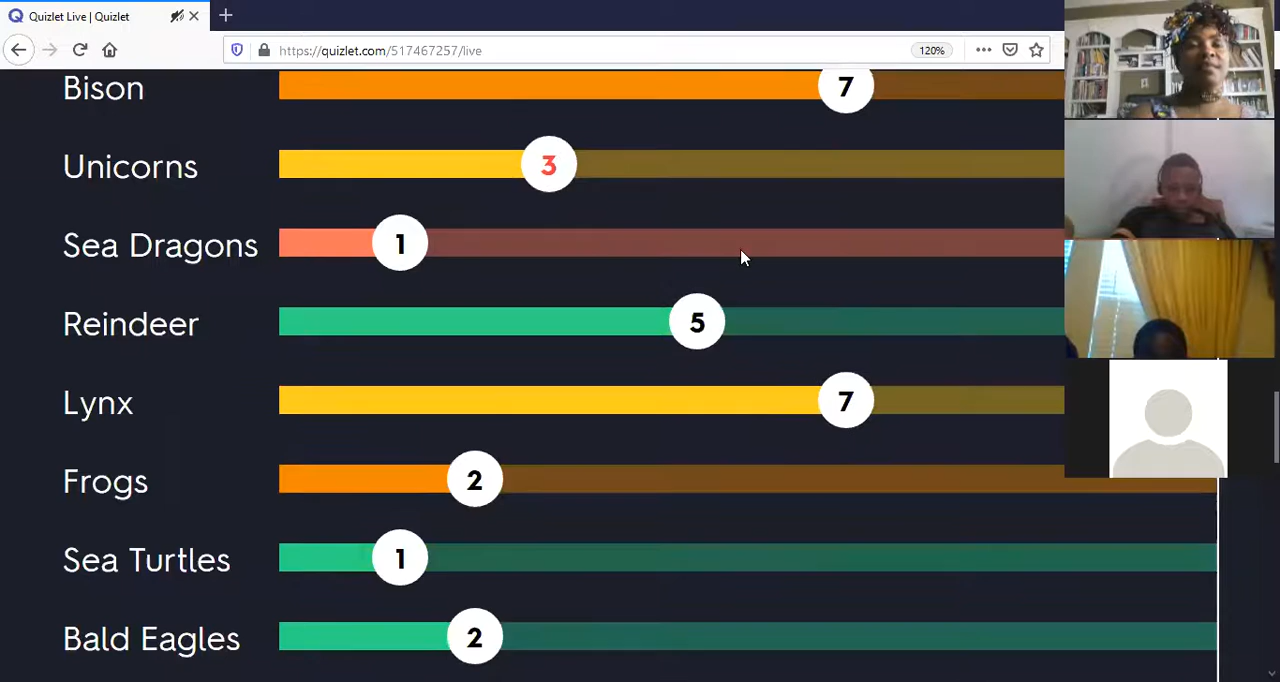 Quizlet Live | Quizlet
https://quizlet.com/517467257/live
120%
Bison 7
Unicorns 3
Sea Dragons 1
Reindeer 5
Lynx 7
Frogs 2
Sea Turtles 1
Bald Eagles 2